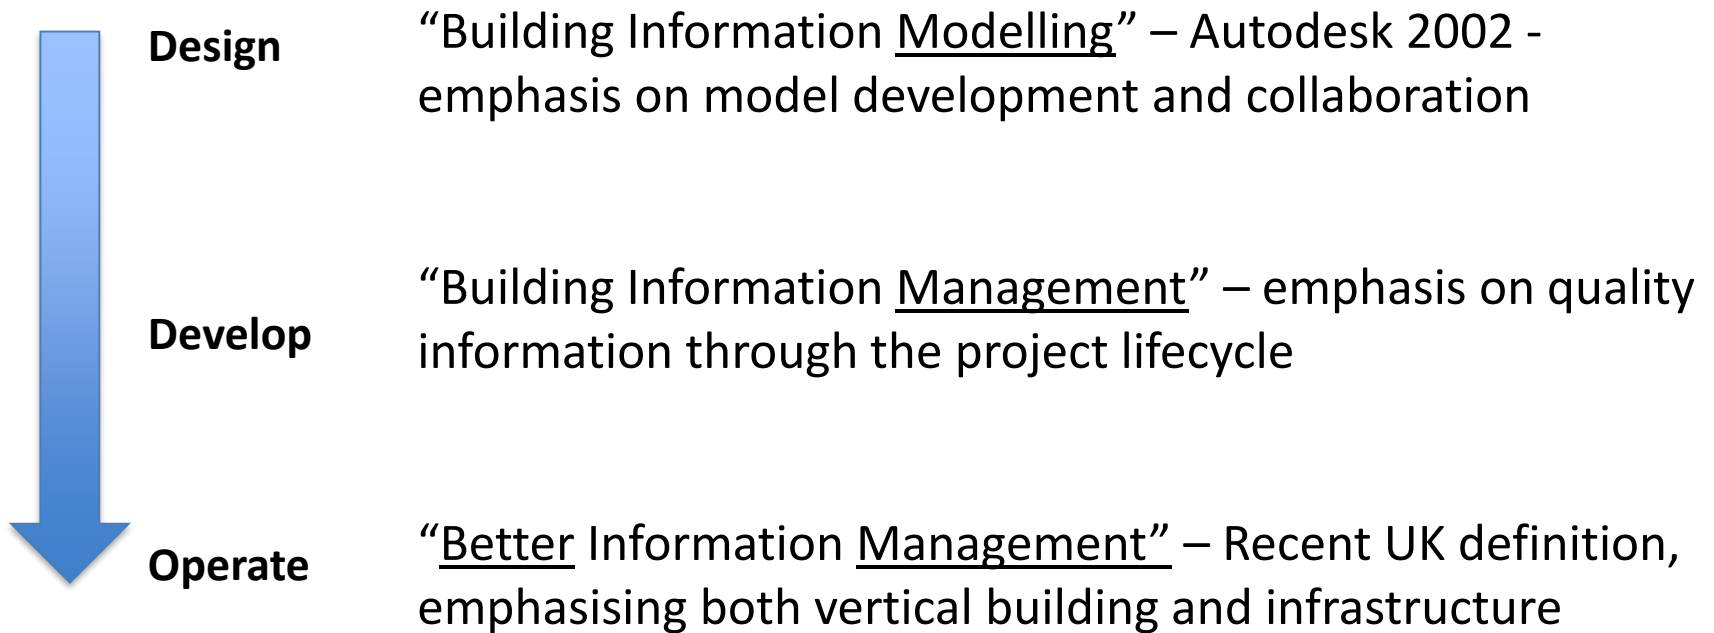 Design
“Building Information Modelling” – Autodesk 2002 -
emphasis on model development and collaboration
Develop
“Building Information Management” – emphasis on quality
information through the project lifecycle
Operate
“Better Information Management” – Recent UK definition,
emphasising both vertical building and infrastructure